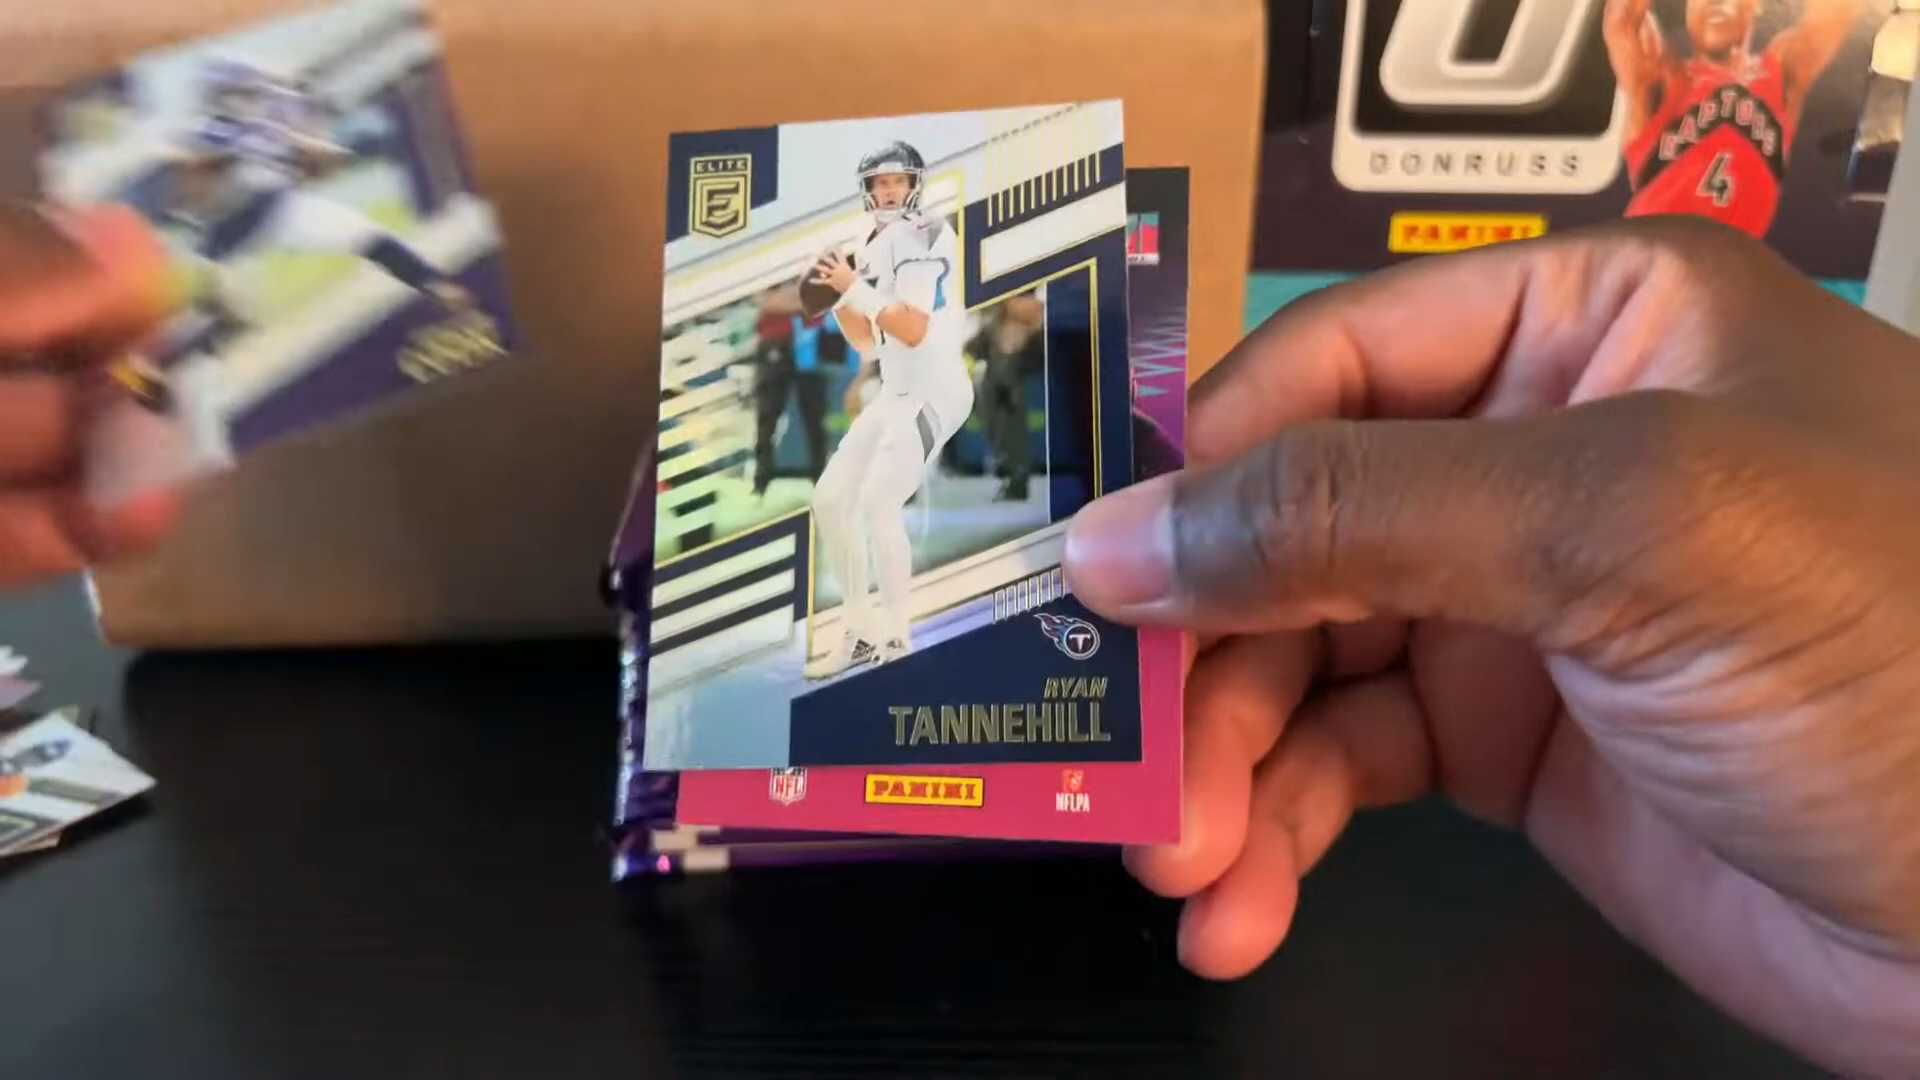 DONRUSS
PANINI
RAPTORS
4
ELITE
E
T
RYAN
TANNEHILL
NFL
PANINI
NFLPA